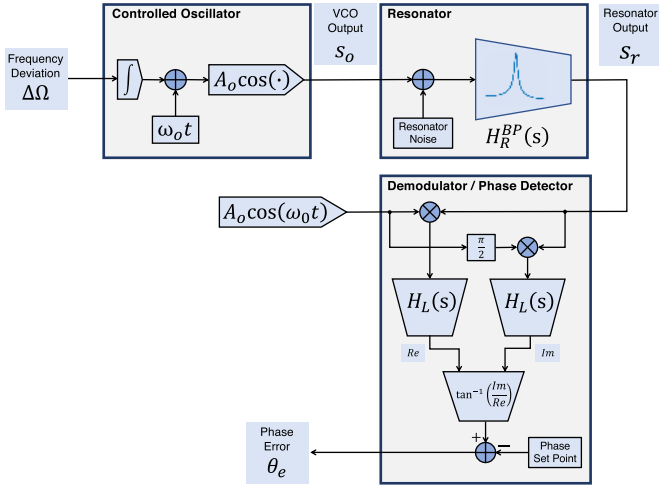 Controlled Oscillator
VCO
Output
S_o
Resonator
Resonator
Output
S_r
Frequency
Deviation
ΔΩ
∫
A_o cos(·)
ω_o t
Resonator
Noise
H_R^{BP}(s)
Demodulator / Phase Detector
A_o cos(ω_0 t)
π/2
H_L(s)
H_L(s)
Re
Im
tan⁻¹(Im/Re)
Phase
Error
θ_e
+
−
Phase
Set Point